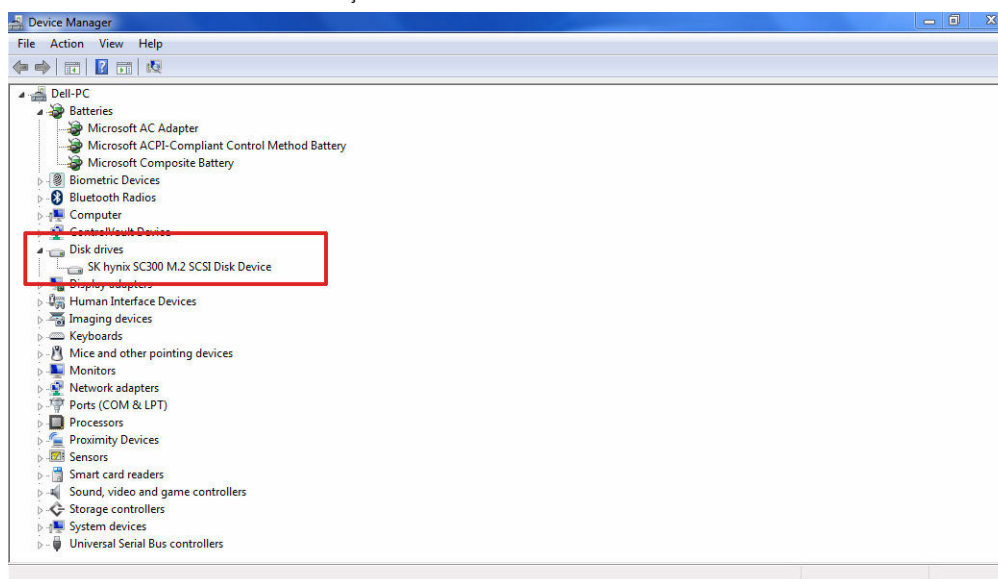 Device Manager
File Action View Help
Dell-PC
Batteries
Microsoft AC Adapter
Microsoft ACPI-Compliant Control Method Battery
Microsoft Composite Battery
Biometric Devices
Bluetooth Radios
Computer
ControlVault Device
Disk drives
SK hynix SC300 M.2 SCSI Disk Device
Display adapters
Human Interface Devices
Imaging devices
Keyboards
Mice and other pointing devices
Monitors
Network adapters
Ports (COM & LPT)
Processors
Proximity Devices
Sensors
Smart card readers
Sound, video and game controllers
Storage controllers
System devices
Universal Serial Bus controllers